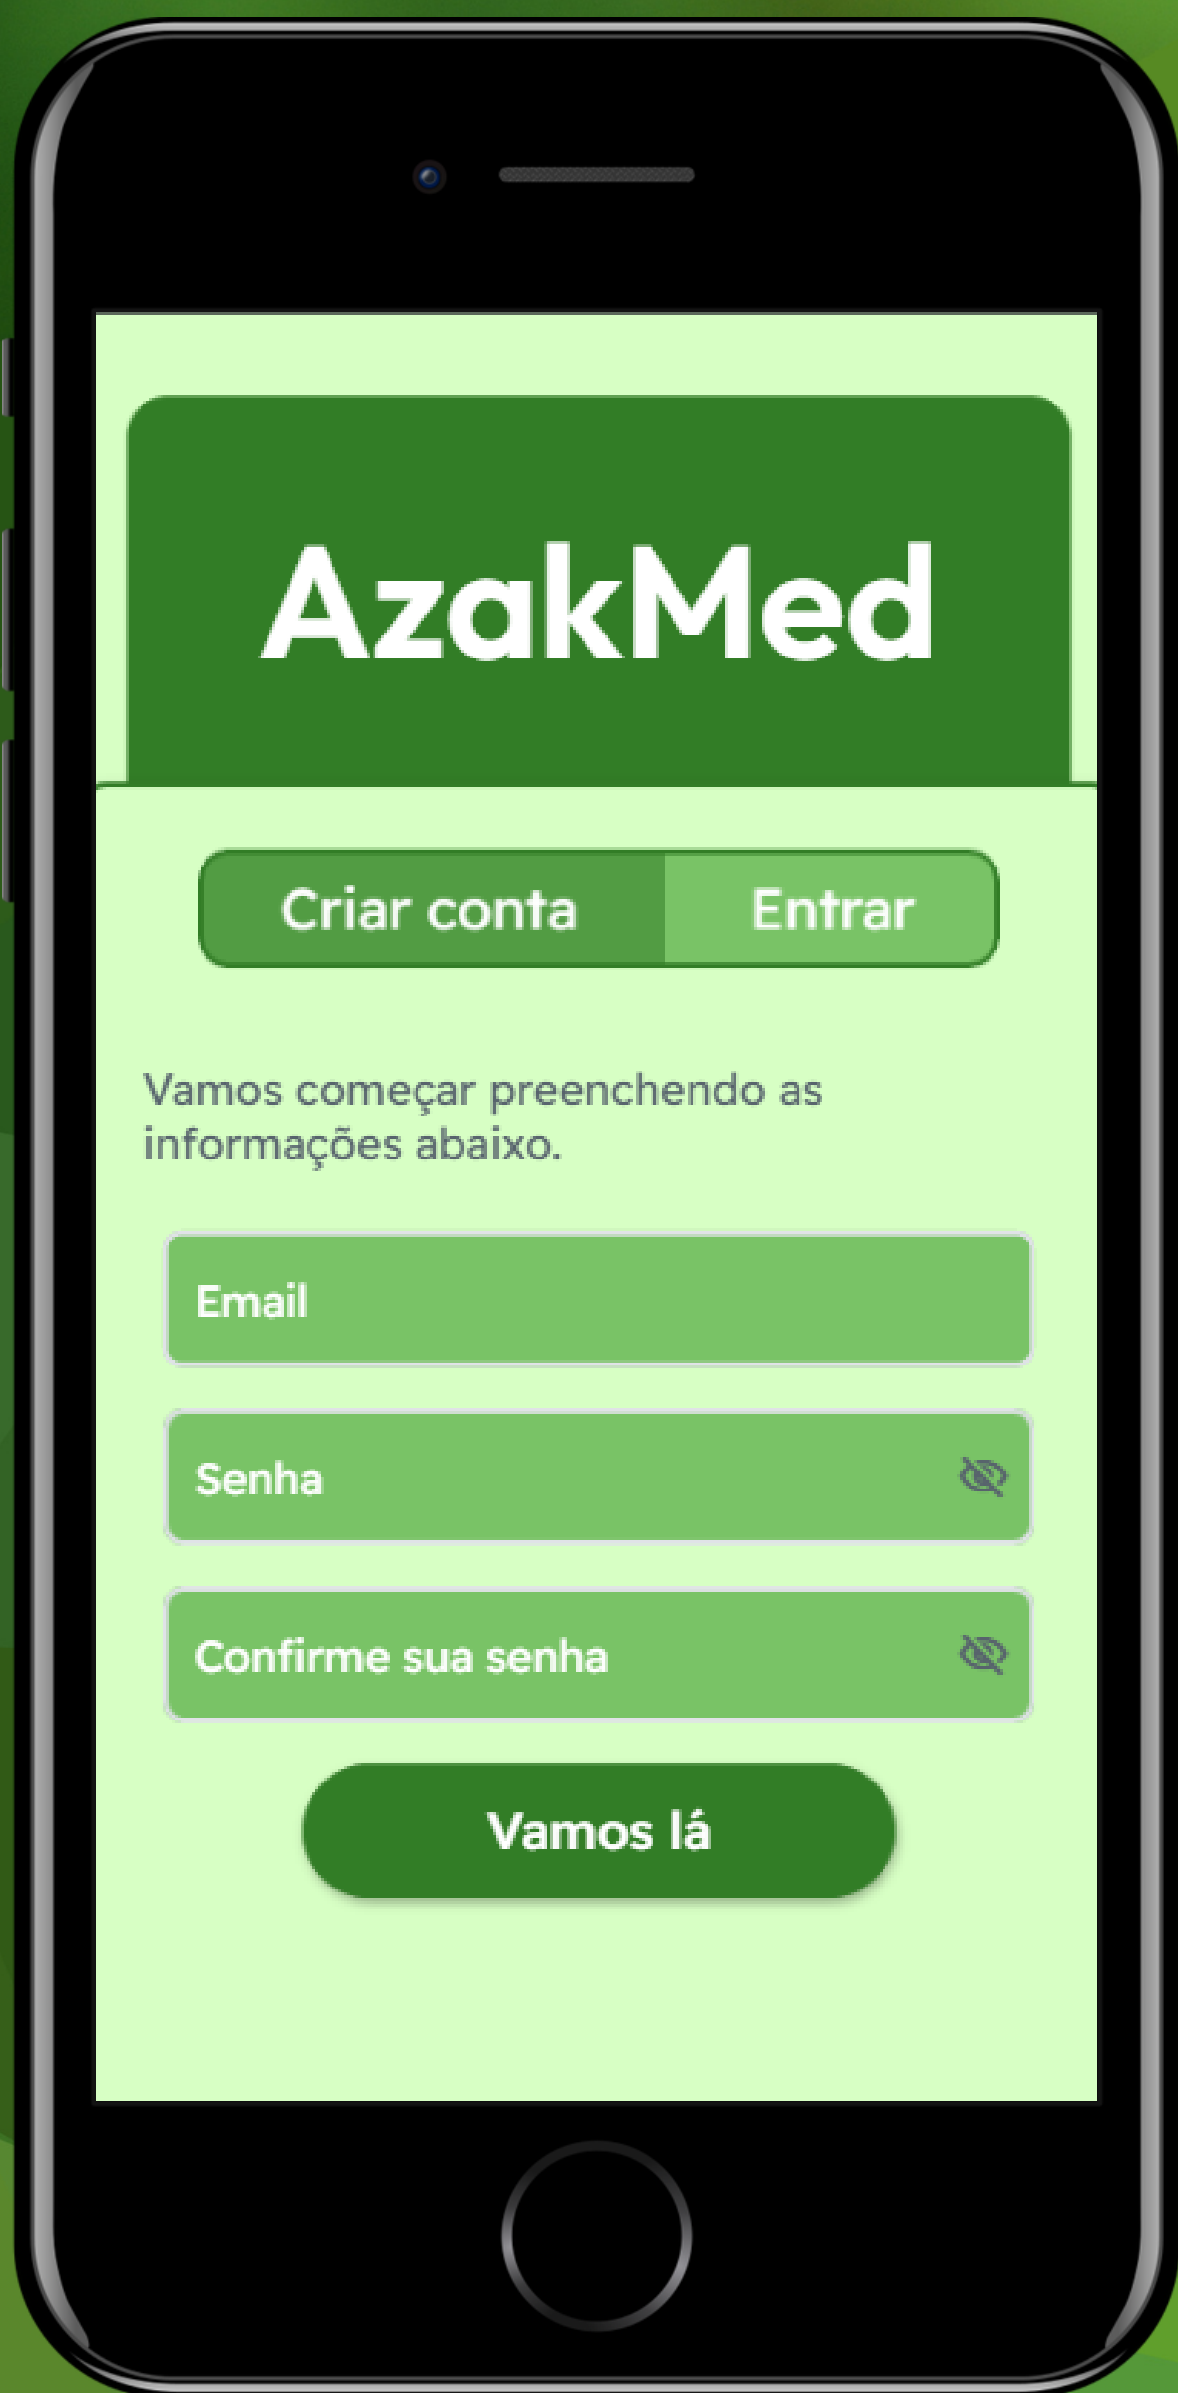 AzakMed
Criar conta Entrar
Vamos começar preenchendo as
informações abaixo.
Email
Senha
Confirme sua senha
Vamos lá